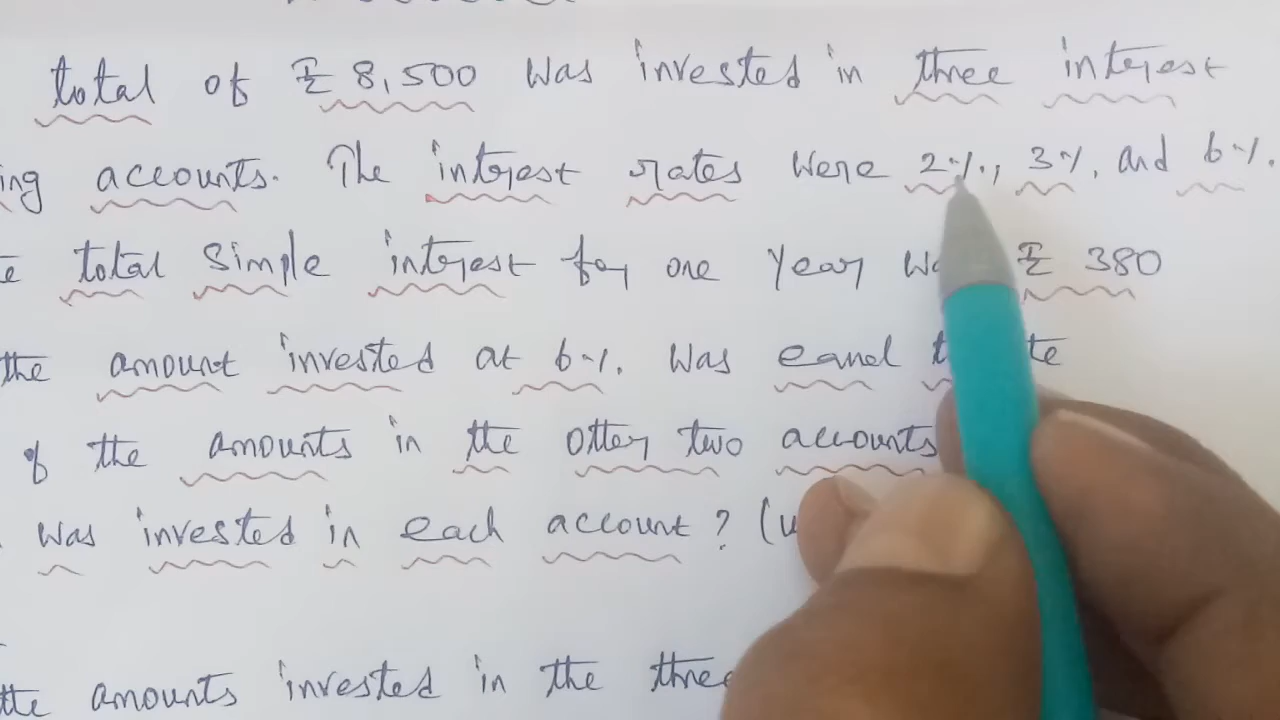 total of ₹ 8,500 was invested in three interest
ing accounts. The interest rates were 2%, 3%, and 6%.
e total simple interest for one year ₹ 380
the amount invested at 6%. was equal
of the amounts in the other two accounts
was invested in each account? (
the amounts invested in the three